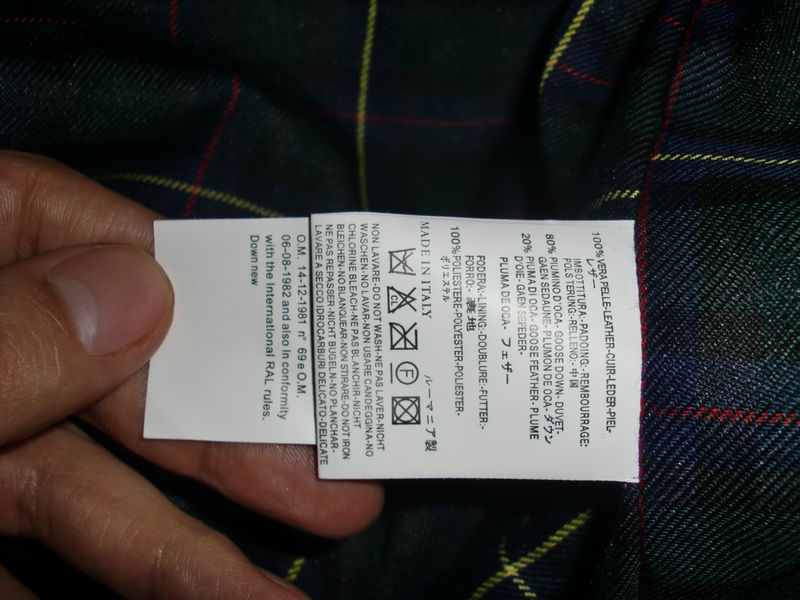 100% VERA PELLE-LEATHER-CUIR-LEDER-PIEL-
レザー
IMBOTTITURA:-PADDING:-REMBOURRAGE:
POLSTERUNG:-RELLENO:- 中国
80% PIUMINO D'OCA- GOOSE DOWN- DUVET-
GAEN SEDAUNE- PLUMON DE OCA- ダウン
20% PIUMA D'OCA- GOOSE FEATHER- PLUME
D'OIE- GAEN SEFEDER-
PLUMA DE OCA- フェザー
FODERA:-LINING:-DOUBLURE:-FUTTER:-
FORRO:- 裏地
100%POLIESTERE-POLYESTER-POLIESTER-
ポリエステル
MADE IN ITALY ルーマニア製
CL F
NON LAVARE-DO NOT WASH-NE PAS LAVER-NICHT
WASCHEN-NO LAVAR-NON USARE CANDEGGINA-NO
CHLORINE BLEACH-NE PAS BLANCHIR-NICHT
BLEICHEN-NO BLANQUEAR-NON STIRARE-DO NOT IRON
NE PAS REPASSER-NICHT BUGELN-NO PLANCHAR-
LAVARE A SECCO IDROCARBURI DELICATO-DELICATE
O.M. 14-12-1981 n° 69 e O.M.
06-08-1982 and also In conformity
with the International RAL rules.
Down new